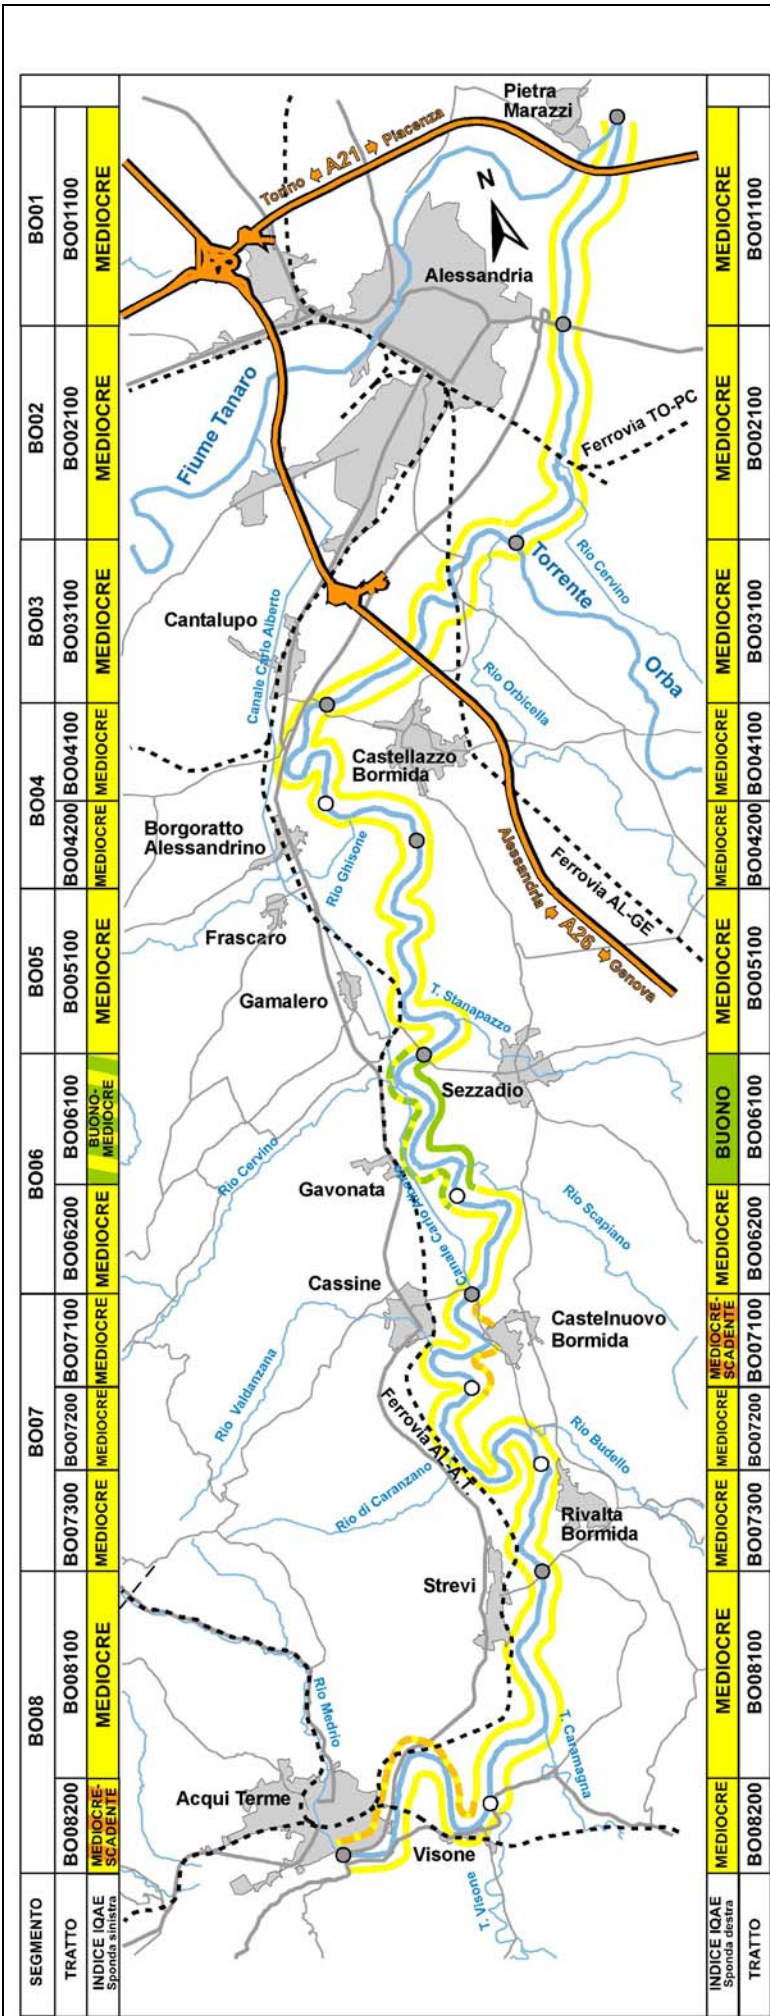 SEGMENTO
BO01
BO02
BO03
BO04
BO05
BO06
BO07
BO08
TRATTO
BO01100
BO02100
BO03100
BO04100
BO04200
BO05100
BO06100
BO06200
BO07100
BO07200
BO07300
BO08100
BO08200
INDICE IQAE
Sponda sinistra
MEDIOCRE
MEDIOCRE
MEDIOCRE
MEDIOCRE
MEDIOCRE
MEDIOCRE
BUONO-
MEDIOCRE
MEDIOCRE
MEDIOCRE
MEDIOCRE
MEDIOCRE
MEDIOCRE
MEDIOCRE-
SCADENTE
Pietra
Marazzi
Torino A21 Piacenza
N
Alessandria
Fiume Tanaro
Ferrovia TO-PC
Rio Cervino
Torrente
Orba
Cantalupo
Canale Carlo Alberto
Rio Orbicella
Castellazzo
Bormida
Borgoratto
Alessandrino
Rio Ghisone
Ferrovia AL-GE
Alessandria A26 Genova
Frascaro
Gamalero
T. Stanapazzo
Sezzadio
Rio Cervino
Gavonata
Canale Carlo Alberto
Rio Scapiano
Cassine
Castelnuovo
Bormida
Rio Valdanzana
Ferrovia AL-A.T.
Rio Budello
Rio di Caranzano
Rivalta
Bormida
Strevi
Rio Medrio
T. Caramagna
Acqui Terme
Visone
T. Visone
INDICE IQAE
Sponda destra
MEDIOCRE
MEDIOCRE
MEDIOCRE
MEDIOCRE
MEDIOCRE
MEDIOCRE
BUONO
MEDIOCRE
MEDIOCRE-
SCADENTE
MEDIOCRE
MEDIOCRE
MEDIOCRE
MEDIOCRE
TRATTO
BO01100
BO02100
BO03100
BO04100
BO04200
BO05100
BO06100
BO06200
BO07100
BO07200
BO07300
BO08100
BO08200